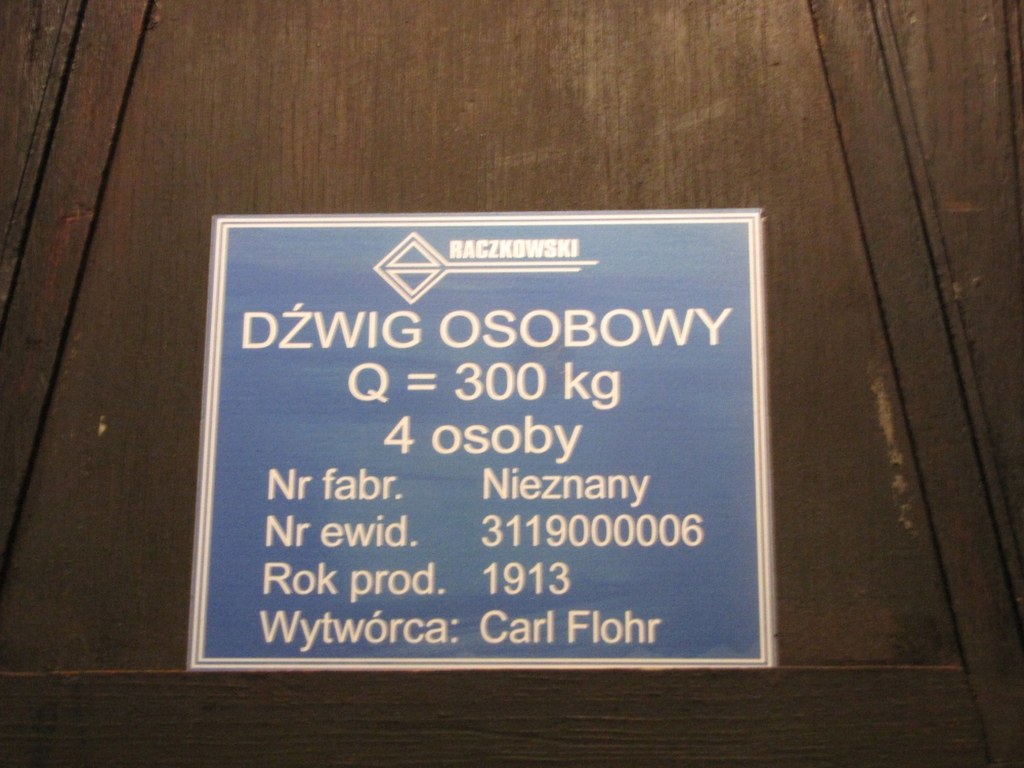 RACZKOWSKI
DŹWIG OSOBOWY
Q = 300 kg
4 osoby
Nr fabr. Nieznany
Nr ewid. 3119000006
Rok prod. 1913
Wytwórca: Carl Flohr